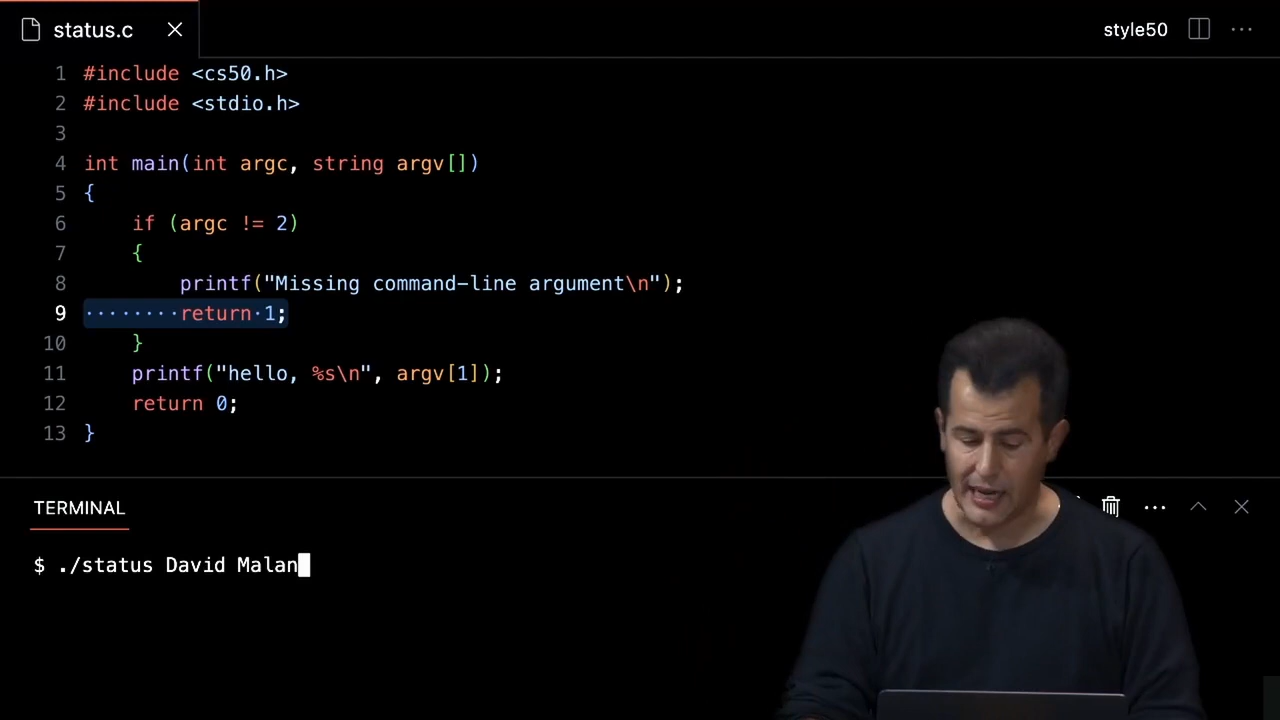 status.c
style50
1 #include <cs50.h>
2 #include <stdio.h>
3
4 int main(int argc, string argv[])
5 {
6     if (argc != 2)
7     {
8         printf("Missing command-line argument\n");
9 ········return·1;
10     }
11     printf("hello, %s\n", argv[1]);
12     return 0;
13 }
TERMINAL
$ ./status David Malan